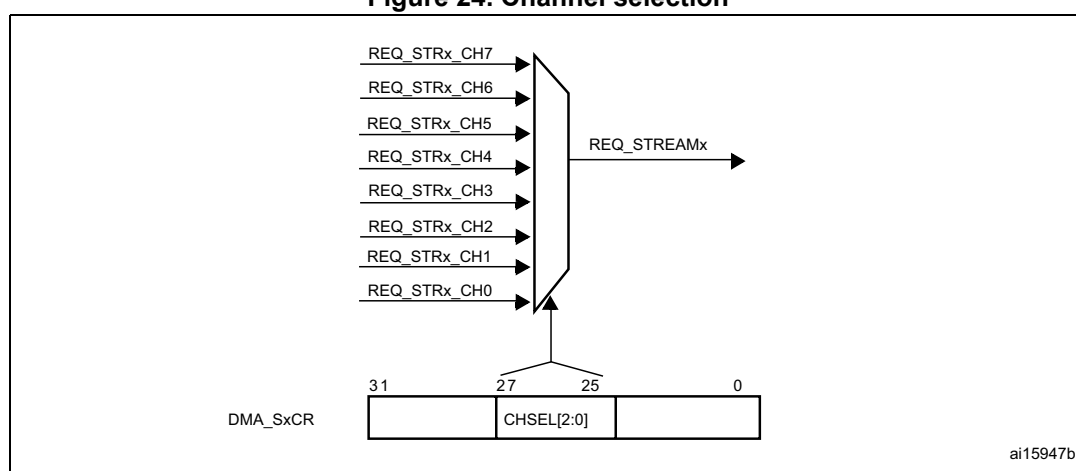 Figure 24. Channel selection
REQ_STRx_CH7
REQ_STRx_CH6
REQ_STRx_CH5
REQ_STRx_CH4
REQ_STREAMx
REQ_STRx_CH3
REQ_STRx_CH2
REQ_STRx_CH1
REQ_STRx_CH0
31 27 25 0
DMA_SxCR CHSEL[2:0]
ai15947b